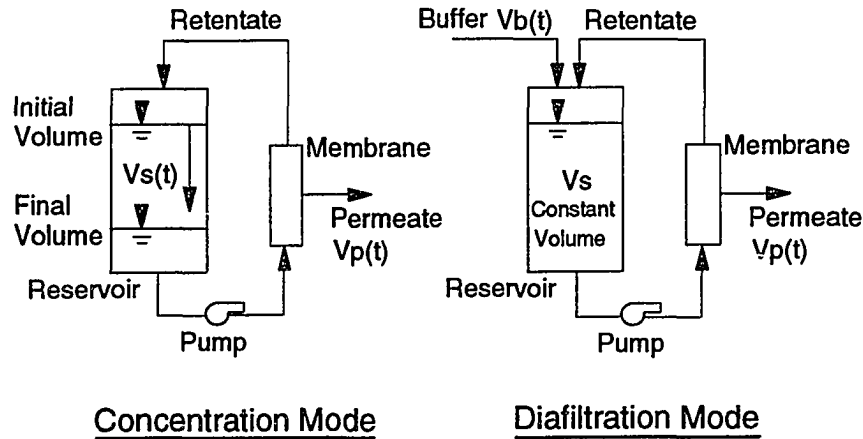 Retentate
Initial
Volume
Vs(t)
Final
Volume
Membrane
Permeate
Vp(t)
Reservoir
Pump
Concentration Mode
Buffer Vb(t)
Retentate
Vs
Constant
Volume
Membrane
Permeate
Vp(t)
Reservoir
Pump
Diafiltration Mode